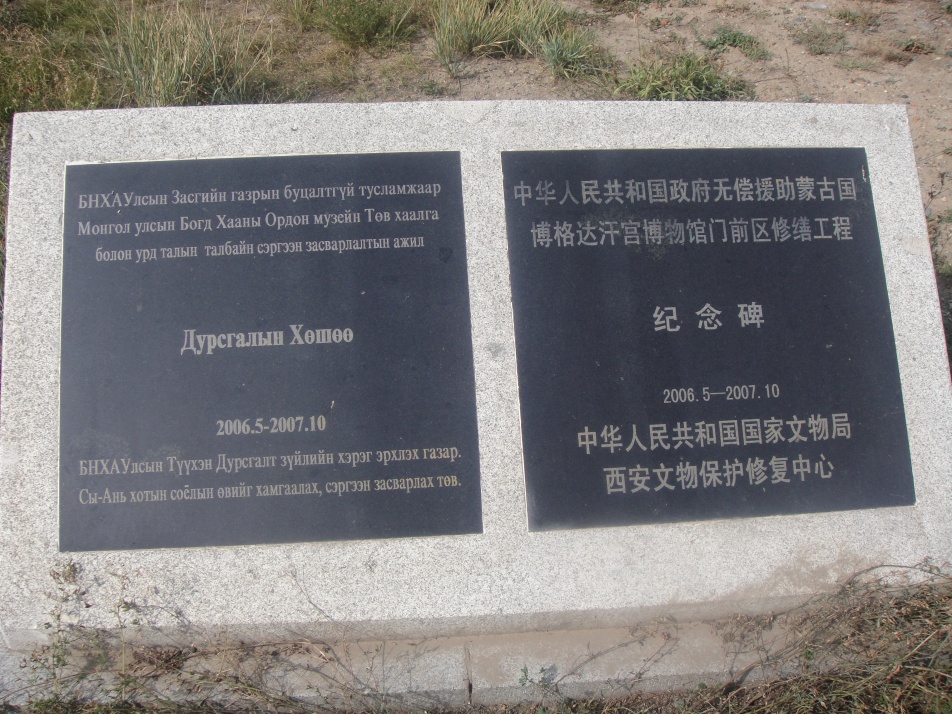 БНХАУлсын Засгийн газрын буцалтгүй тусламжаар
Монгол улсын Богд Хааны Ордон музейн Төв хаалга
болон урд талын талбайн сэргээн засварлалтын ажил
Дурсгалын Хөшөө
2006.5-2007.10
БНХАУлсын Түүхэн Дурсгалт зүйлийн хэрэг эрхлэх газар.
Сы-Ань хотын соёлын өвийг хамгаалах, сэргээн засварлах төв.
中华人民共和国政府无偿援助蒙古国
博格达汗宫博物馆门前区修缮工程
纪念碑
2006.5—2007.10
中华人民共和国国家文物局
西安文物保护修复中心